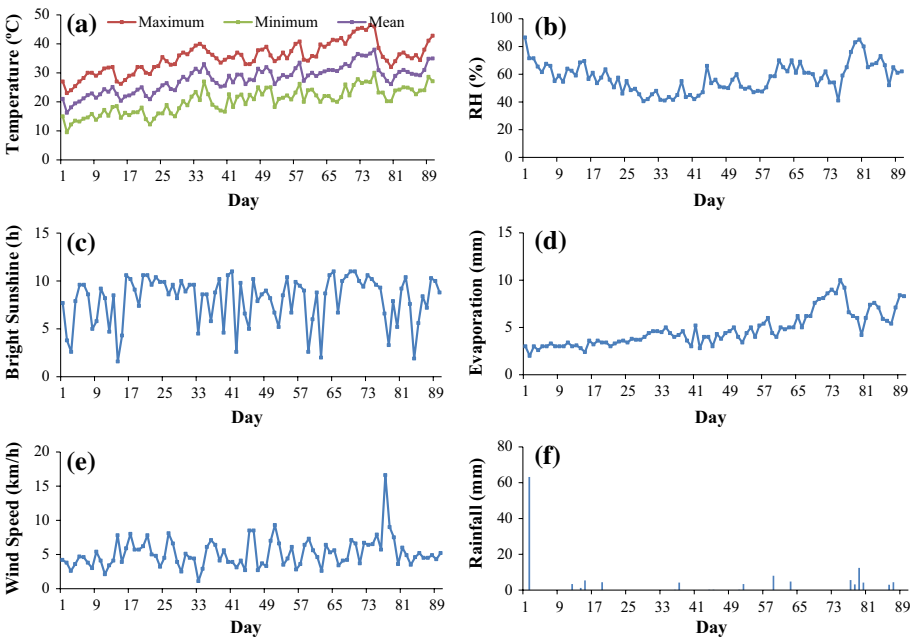 (a)
Maximum Minimum Mean
Temperature (ºC)
50
40
30
20
10
0
1 9 17 25 33 41 49 57 65 73 81 89
Day
(b)
RH (%)
100
80
60
40
20
0
1 9 17 25 33 41 49 57 65 73 81 89
Day
(c)
Bright Sunshine (h)
15
10
5
0
1 9 17 25 33 41 49 57 65 73 81 89
Day
(d)
Evaporation (mm)
15
10
5
0
1 9 17 25 33 41 49 57 65 73 81 89
Day
(e)
Wind Speed (km/h)
20
15
10
5
0
1 9 17 25 33 41 49 57 65 73 81 89
Day
(f)
Rainfall (mm)
80
60
40
20
0
1 9 17 25 33 41 49 57 65 73 81 89
Day